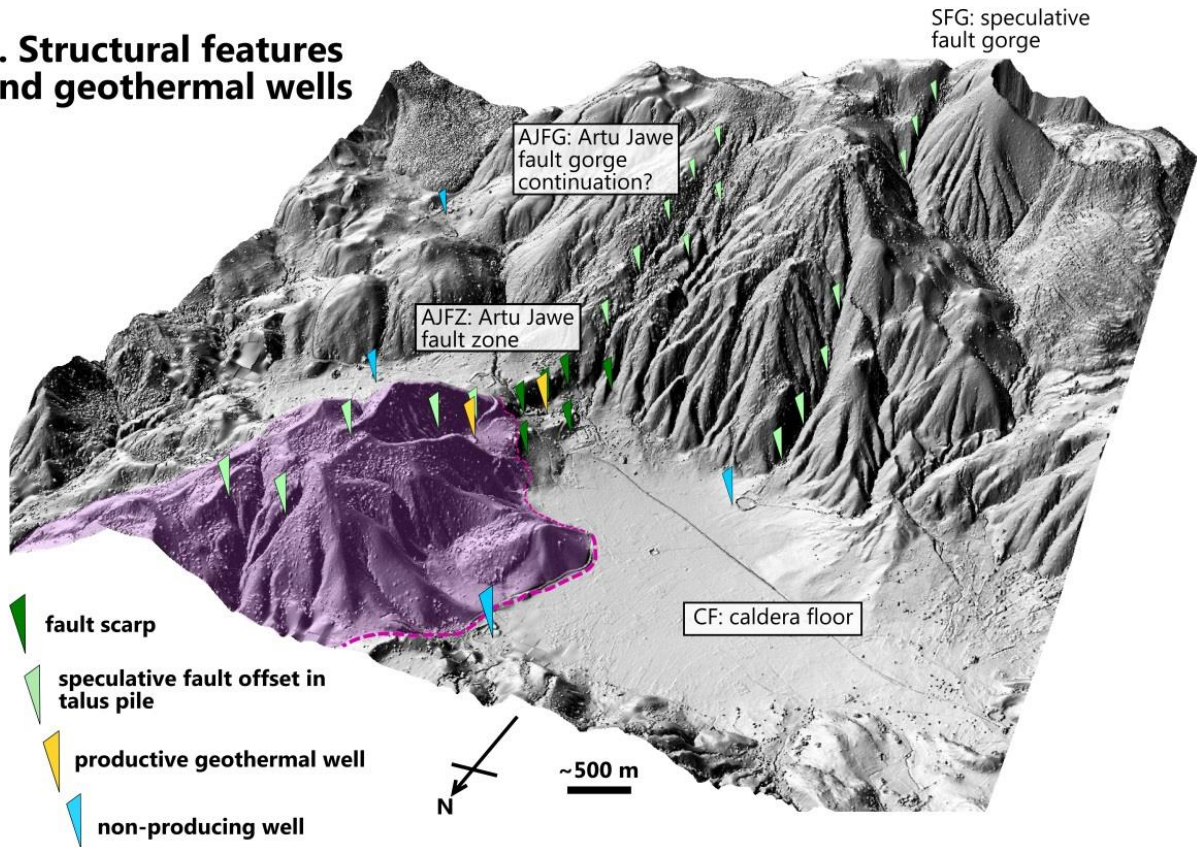 . Structural features
nd geothermal wells
SFG: speculative
fault gorge
AJFG: Artu Jawe
fault gorge
continuation?
AJFZ: Artu Jawe
fault zone
CF: caldera floor
fault scarp
speculative fault offset in
talus pile
productive geothermal well
non-producing well
N
~500 m